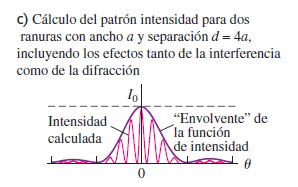 c) Cálculo del patrón intensidad para dos
ranuras con ancho a y separación d = 4a,
incluyendo los efectos tanto de la interferencia
como de la difracción
I₀
Intensidad
calculada
“Envolvente” de
la función
de intensidad
θ
0